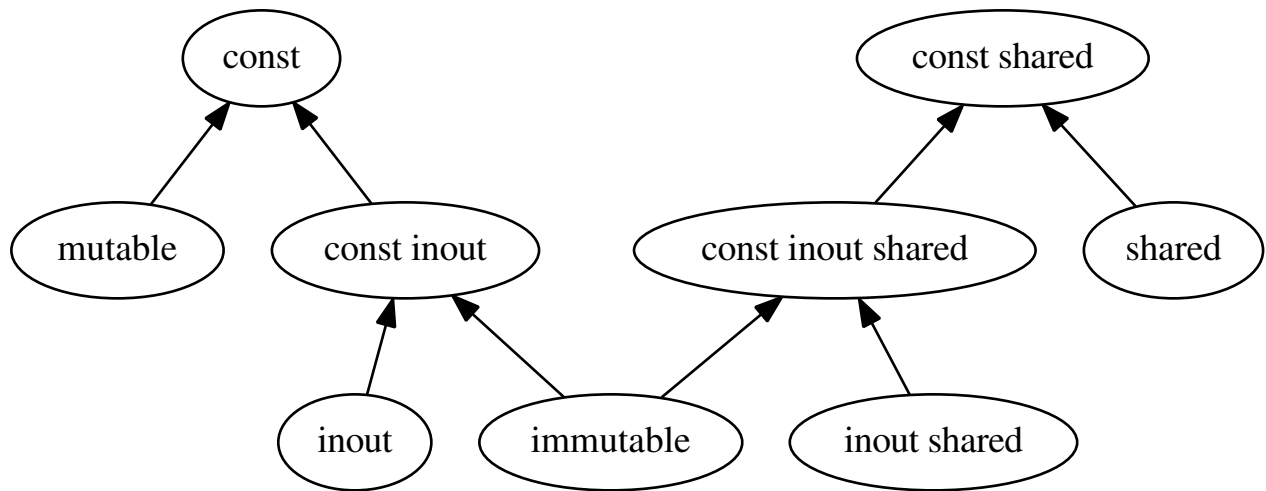 const
const shared
mutable
const inout
const inout shared
shared
inout
immutable
inout shared